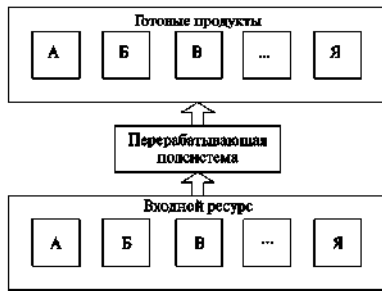 Готовые продукты
А Б В ... Я
Перерабатывающая
подсистема
Входной ресурс
А Б В ... Я